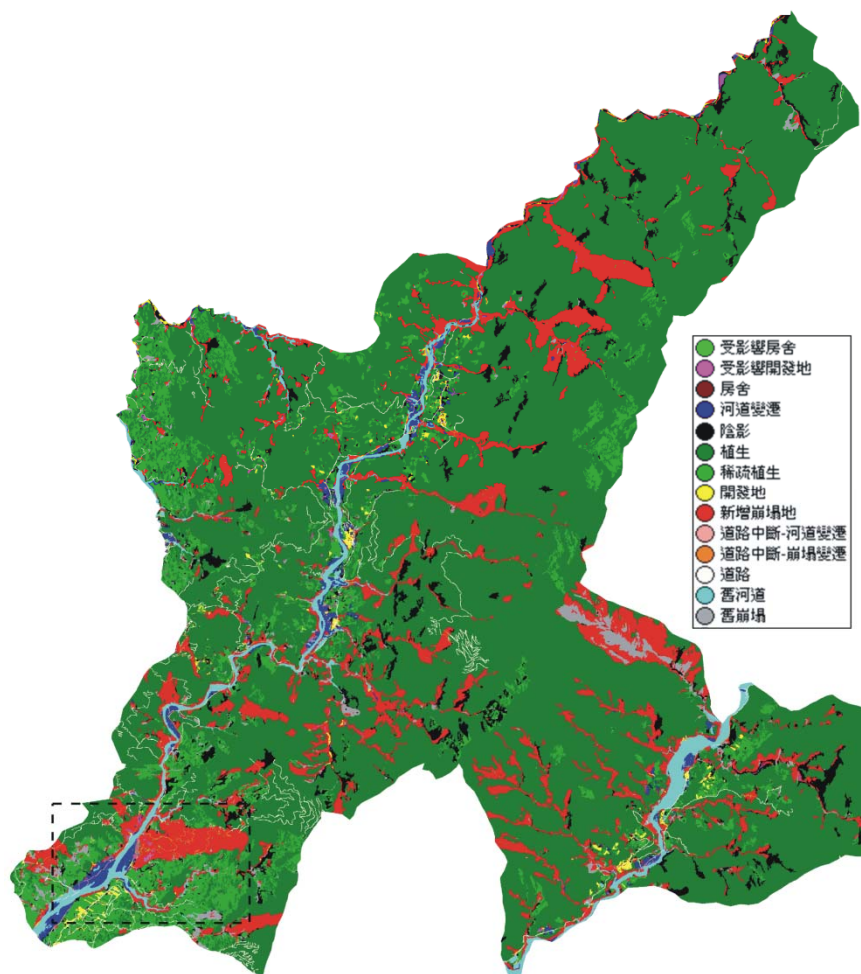 受影響房舍
受影響開發地
房舍
河道變遷
陰影
植生
稀疏植生
開發地
新增崩塌地
道路中斷-河道變遷
道路中斷-崩塌變遷
道路
舊河道
舊崩塌